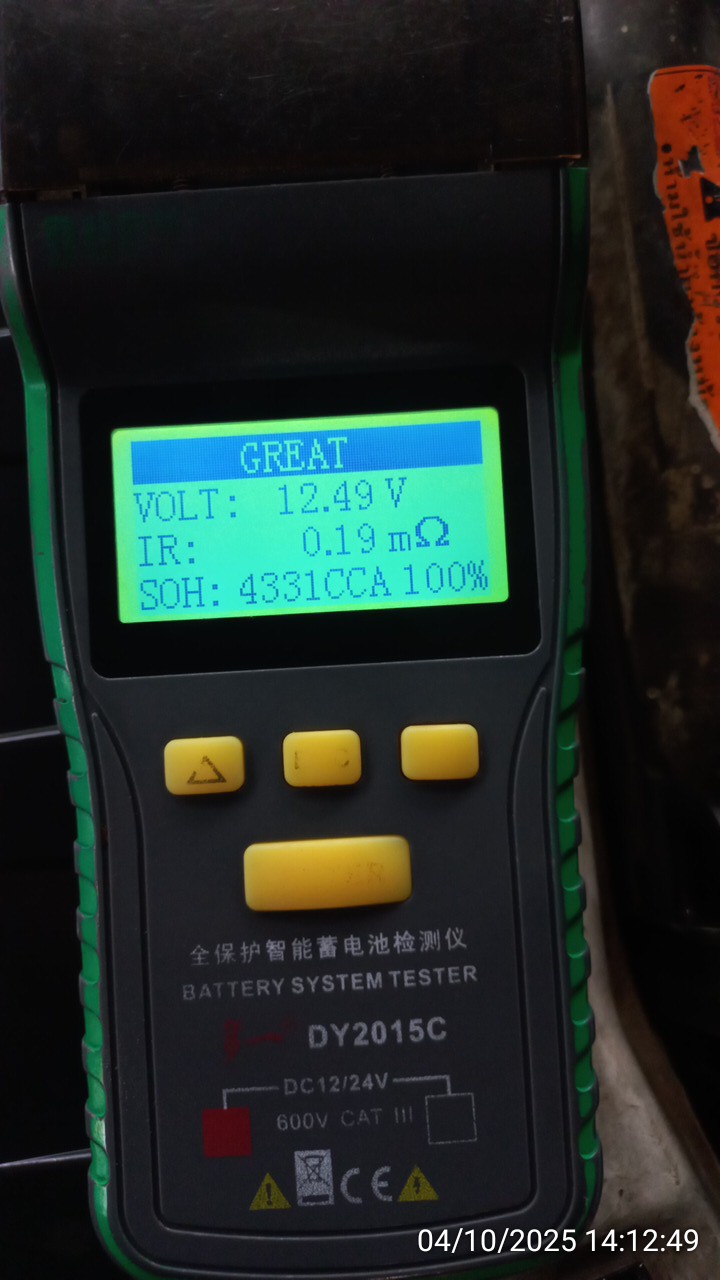 GREAT
VOLT: 12.49 V
IR: 0.19 mΩ
SOH: 4331CCA 100%
全保护智能蓄电池检测仪
BATTERY SYSTEM TESTER
DY2015C
DC12/24V
600V CAT III
CE
04/10/2025 14:12:49